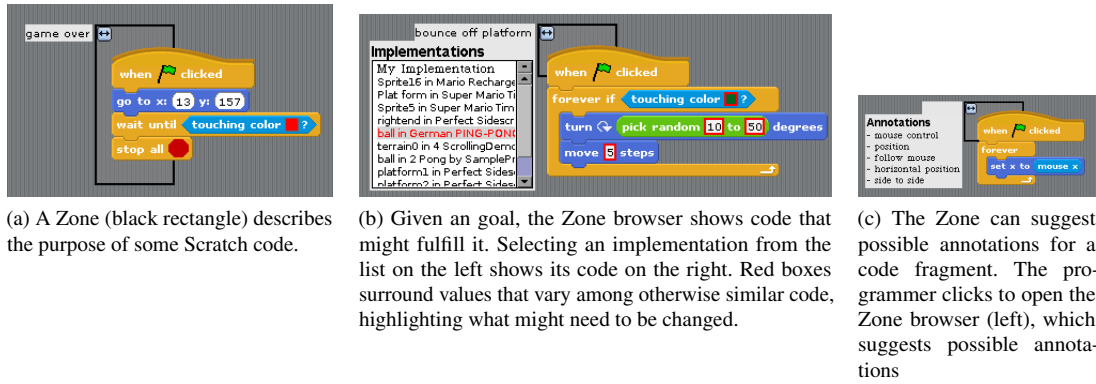 game over
when clicked
go to x: 13 y: 157
wait until touching color ?
stop all
(a) A Zone (black rectangle) describes
the purpose of some Scratch code.
bounce off platform
Implementations
My Implementation
Sprite16 in Mario Recharge
Plat form in Super Mario Ti
Sprite5 in Super Mario Tim
rightend in Perfect Sidescr
ball in German PING-PONG
terrain0 in 4 ScrollingDemo
ball in 2 Pong by SamplePr
platform1 in Perfect Sides
platform2 in Perfect Sides
when clicked
forever if touching color ?
turn pick random 10 to 50 degrees
move 5 steps
(b) Given an goal, the Zone browser shows code that
might fulfill it. Selecting an implementation from the
list on the left shows its code on the right. Red boxes
surround values that vary among otherwise similar code,
highlighting what might need to be changed.
Annotations
- mouse control
- position
- follow mouse
- horizontal position
- side to side
when clicked
forever
set x to mouse x
(c) The Zone can suggest
possible annotations for a
code fragment. The pro-
grammer clicks to open the
Zone browser (left), which
suggests possible annota-
tions